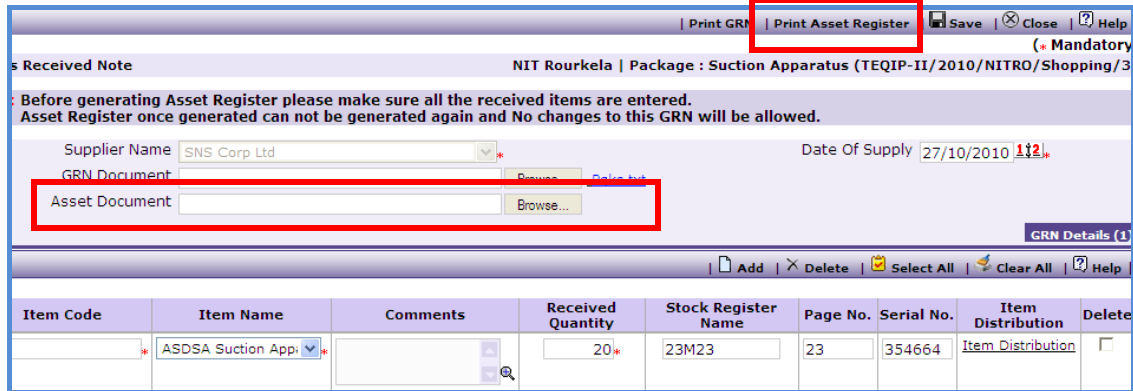 | Print GRN | Print Asset Register | Save | Close | Help
(* Mandatory
s Received Note NIT Rourkela | Package : Suction Apparatus (TEQIP-II/2010/NITRO/Shopping/3
: Before generating Asset Register please make sure all the received items are entered.
Asset Register once generated can not be generated again and No changes to this GRN will be allowed.
Supplier Name SNS Corp Ltd * Date Of Supply 27/10/2010 *
GRN Document Browse...
Asset Document Browse...
GRN Details (1)
| Add | Delete | Select All | Clear All | Help |
Item Code Item Name Comments Received Quantity Stock Register Name Page No. Serial No. Item Distribution Delete
* ASDSA Suction Appa * 20* 23M23 23 354664 Item Distribution